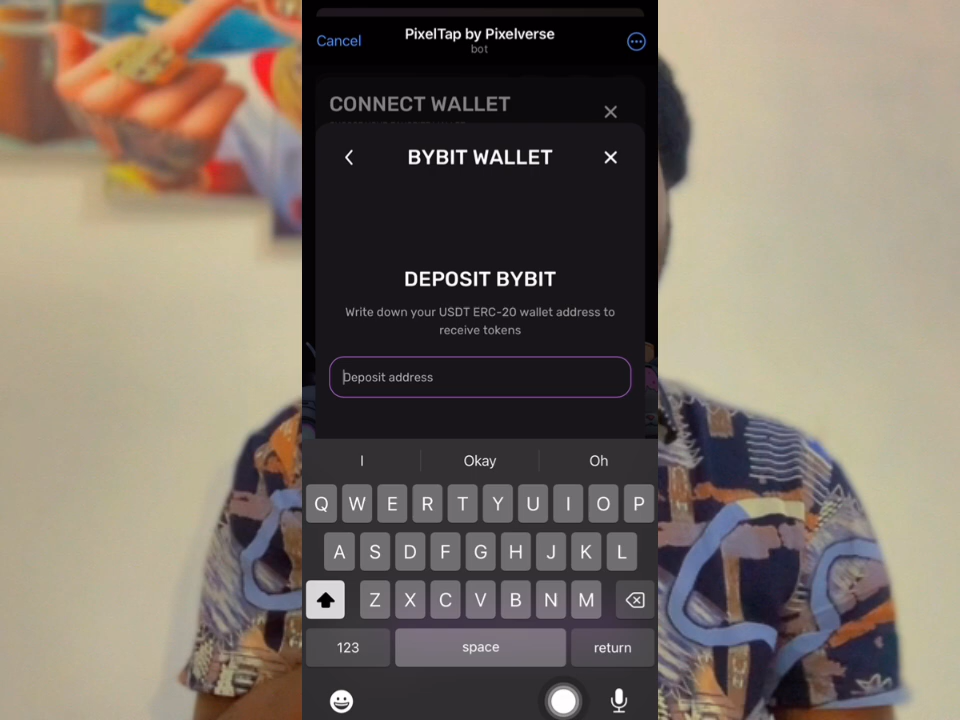 Cancel
PixelTap by Pixelverse
bot
CONNECT WALLET
BYBIT WALLET
DEPOSIT BYBIT
Write down your USDT ERC-20 wallet address to
receive tokens
Deposit address
I Okay Oh
Q W E R T Y U I O P
A S D F G H J K L
Z X C V B N M
123 space return